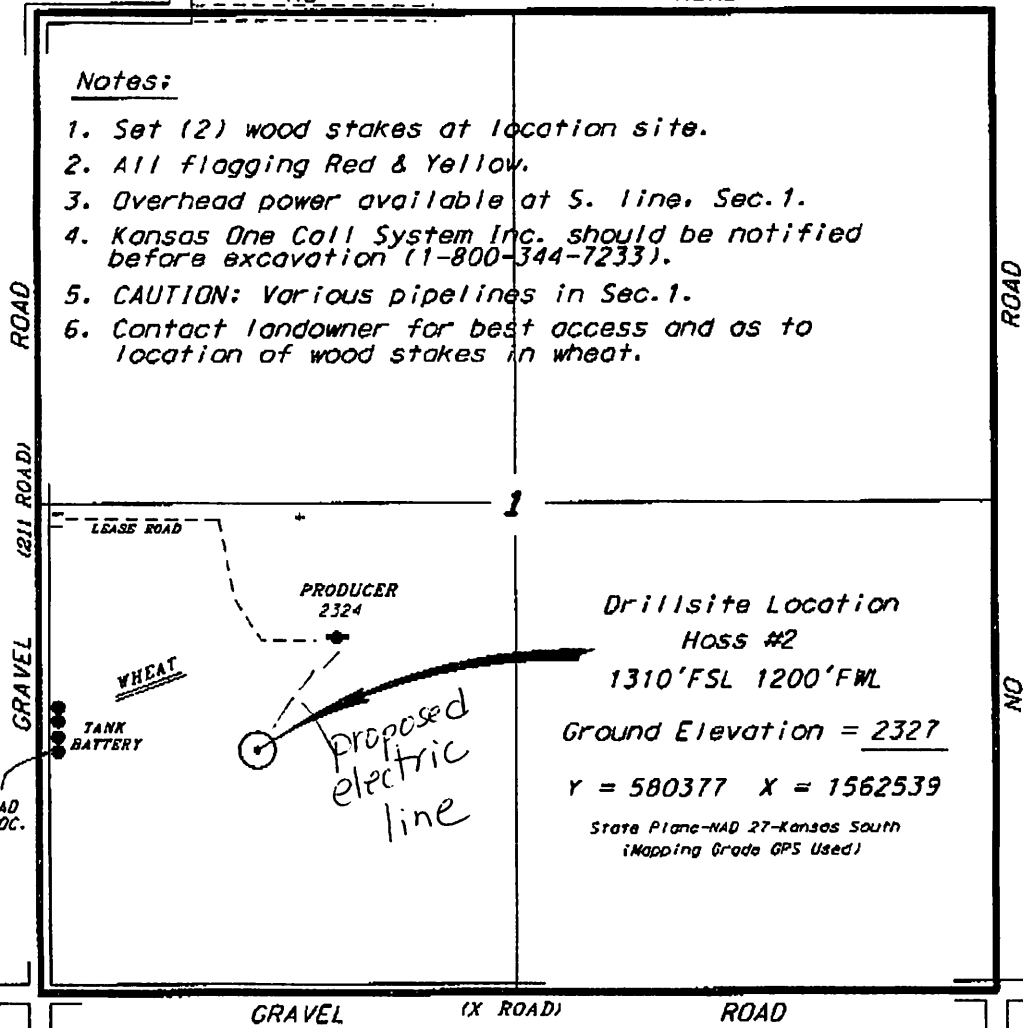 Notes:
1. Set (2) wood stakes at location site.
2. All flagging Red & Yellow.
3. Overhead power available at S. line, Sec. 1.
4. Kansas One Call System Inc. should be notified
before excavation (1-800-344-7233).
5. CAUTION: Various pipelines in Sec. 1.
6. Contact landowner for best access and as to
location of wood stakes in wheat.
ROAD
(211 ROAD)
GRAVEL
ROAD
NO
1
LEASE ROAD
PRODUCER
2324
WHEAT
TANK
BATTERY
proposed
electric
line
Drillsite Location
Hoss #2
1310'FSL 1200'FWL
Ground Elevation = 2327
Y = 580377 X = 1562539
State Plane-NAD 27-Kansas South
(Mapping Grade GPS Used)
GRAVEL (X ROAD) ROAD